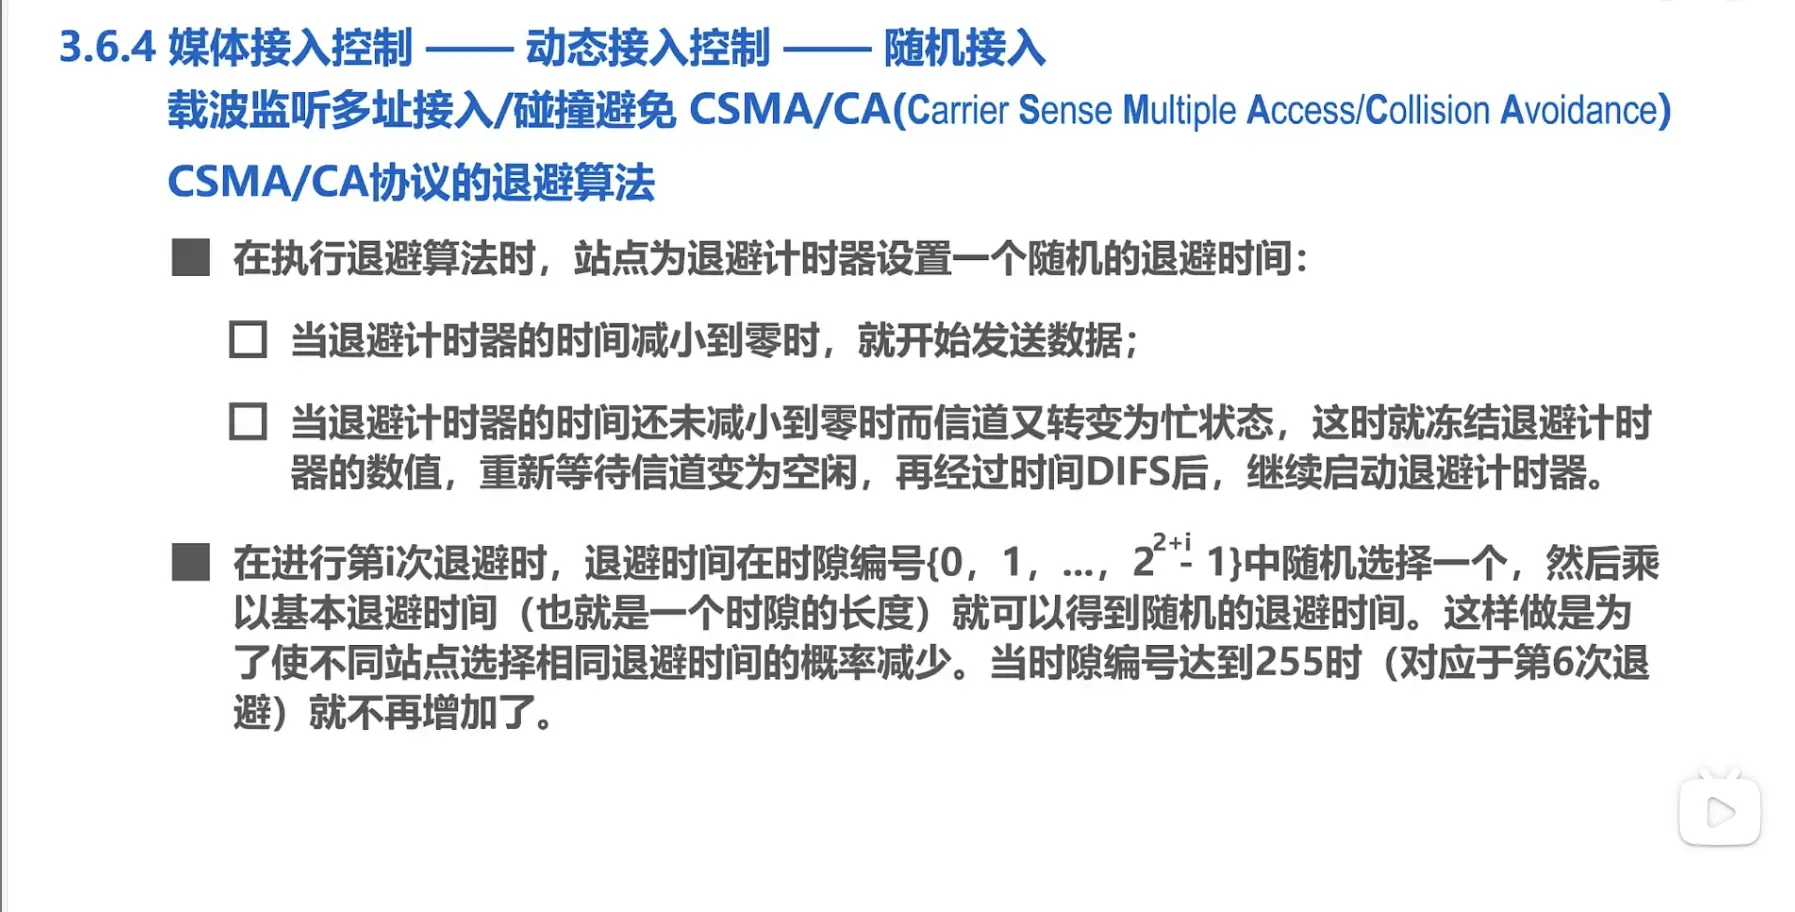 3.6.4 媒体接入控制 —— 动态接入控制 —— 随机接入
载波监听多址接入/碰撞避免 CSMA/CA(Carrier Sense Multiple Access/Collision Avoidance)
CSMA/CA协议的退避算法
■ 在执行退避算法时，站点为退避计时器设置一个随机的退避时间：
□ 当退避计时器的时间减小到零时，就开始发送数据；
□ 当退避计时器的时间还未减小到零时而信道又转变为忙状态，这时就冻结退避计时
器的数值，重新等待信道变为空闲，再经过时间DIFS后，继续启动退避计时器。
■ 在进行第i次退避时，退避时间在时隙编号{0，1，...，2^{2+i} - 1}中随机选择一个，然后乘
以基本退避时间（也就是一个时隙的长度）就可以得到随机的退避时间。这样做是为
了使不同站点选择相同退避时间的概率减少。当时隙编号达到255时（对应于第6次退
避）就不再增加了。